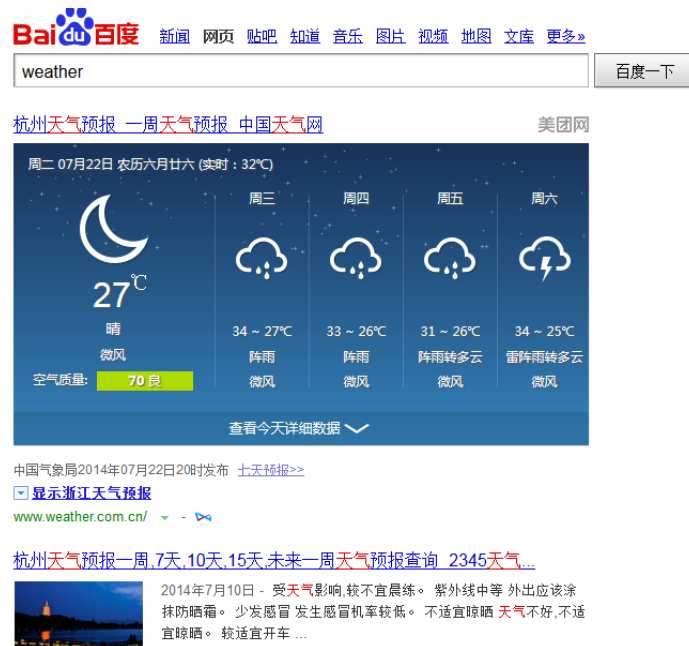 Bai du 百度 新闻 网页 贴吧 知道 音乐 图片 视频 地图 文库 更多»
weather 百度一下
杭州天气预报_一周天气预报_中国天气网 美团网
周二 07月22日 农历六月廿六 (实时：32℃)
周三 周四 周五 周六
27℃
晴 34 ~ 27℃ 33 ~ 26℃ 31 ~ 26℃ 34 ~ 25℃
微风 阵雨 阵雨 阵雨转多云 雷阵雨转多云
空气质量: 70 良 微风 微风 微风 微风
查看今天详细数据
中国气象局2014年07月22日20时发布 七天预报>>
显示浙江天气预报
www.weather.com.cn/ -
杭州天气预报一周,7天,10天,15天,未来一周天气预报查询_2345天气...
2014年7月10日 - 受天气影响,较不宜晨练。 紫外线中等 外出应该涂
抹防晒霜。 少发感冒 发生感冒机率较低。 不适宜晾晒 天气不好,不适
宜晾晒。 较适宜开车 ...